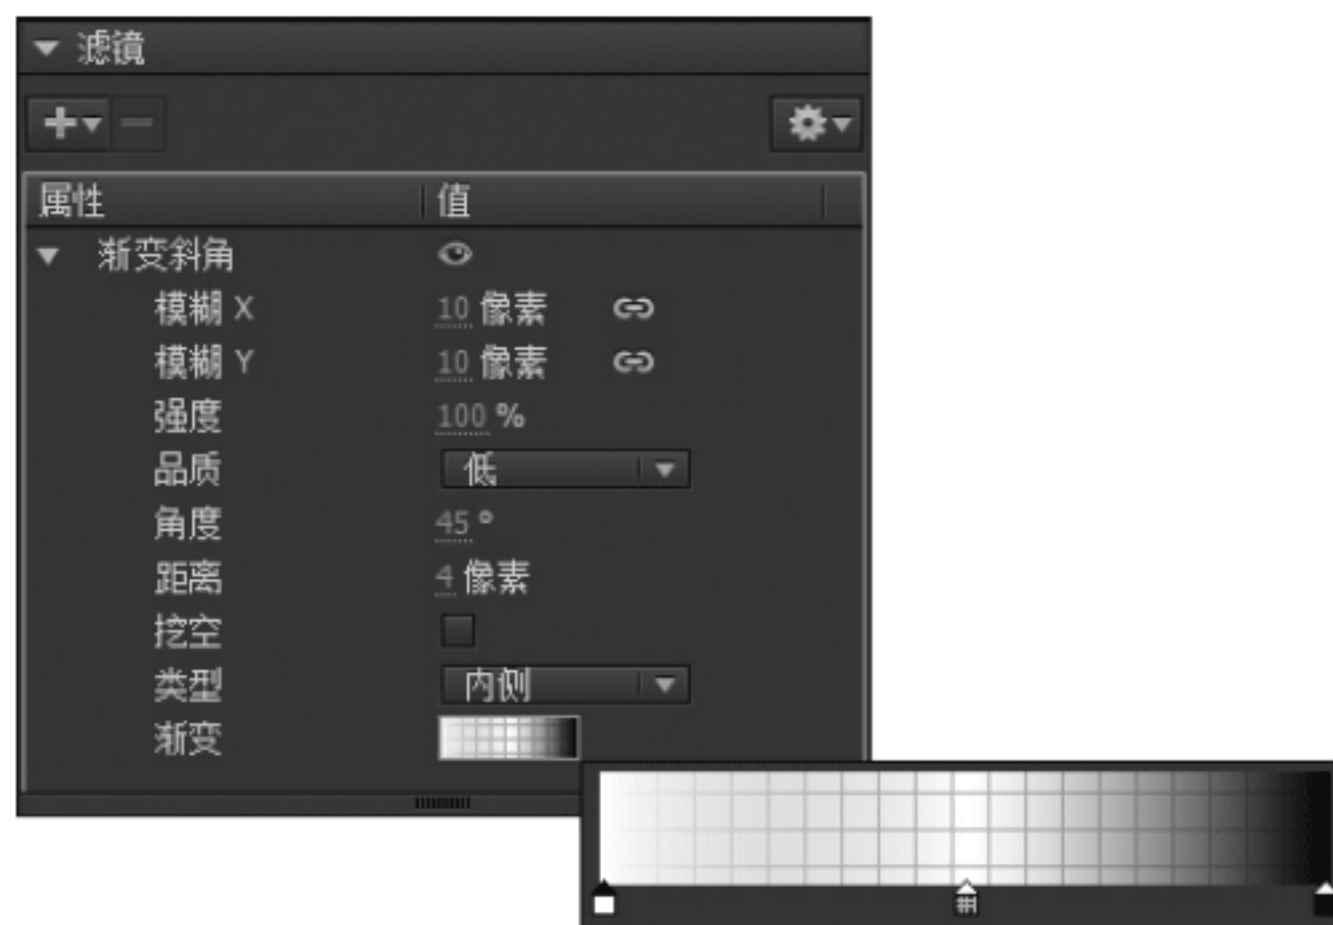 滤镜
属性 值
渐变斜角
模糊 X 10 像素
模糊 Y 10 像素
强度 100 %
品质 低
角度 45 °
距离 4 像素
挖空
类型 内侧
渐变